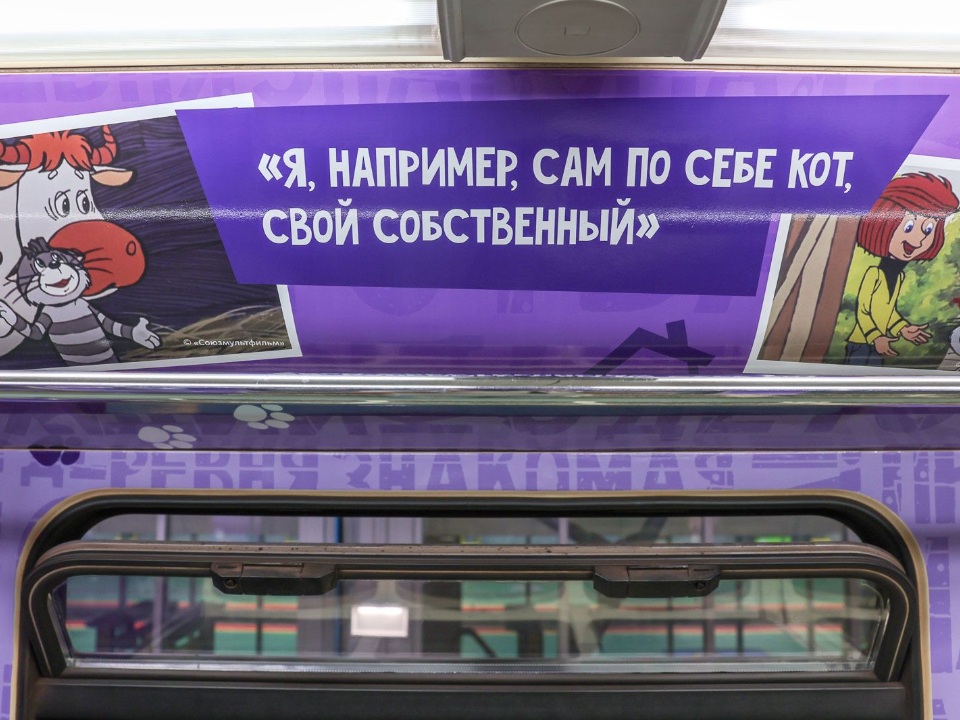 «Я, НАПРИМЕР, САМ ПО СЕБЕ КОТ,
СВОЙ СОБСТВЕННЫЙ»
© «Союзмультфильм»
ДЕРЕВНЯ ЗНАКОМАЯ